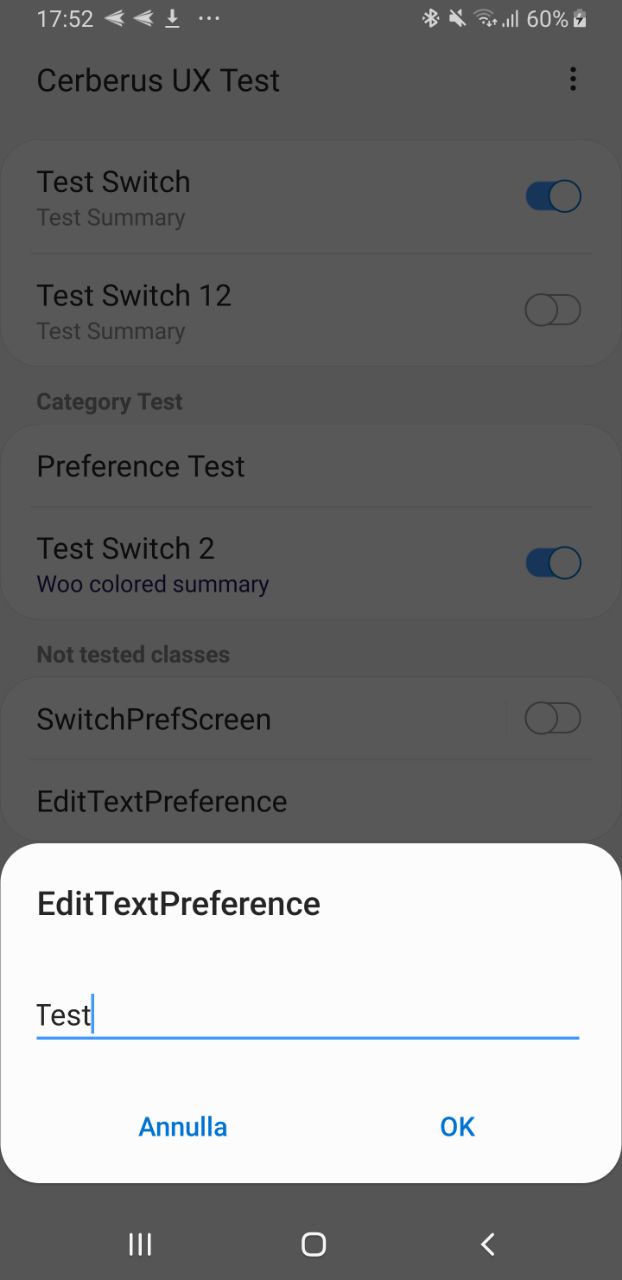 17:52
60%
Cerberus UX Test
Test Switch
Test Summary
Test Switch 12
Test Summary
Category Test
Preference Test
Test Switch 2
Woo colored summary
Not tested classes
SwitchPrefScreen
EditTextPreference
EditTextPreference
Test
Annulla
OK